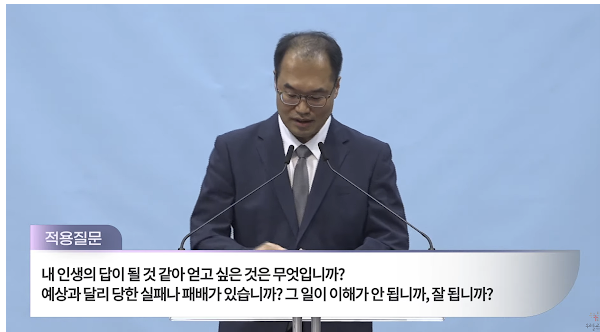 적용질문
내 인생의 답이 될 것 같아 얻고 싶은 것은 무엇입니까?
예상과 달리 당한 실패나 패배가 있습니까? 그 일이 이해가 안 됩니까, 잘 됩니까?